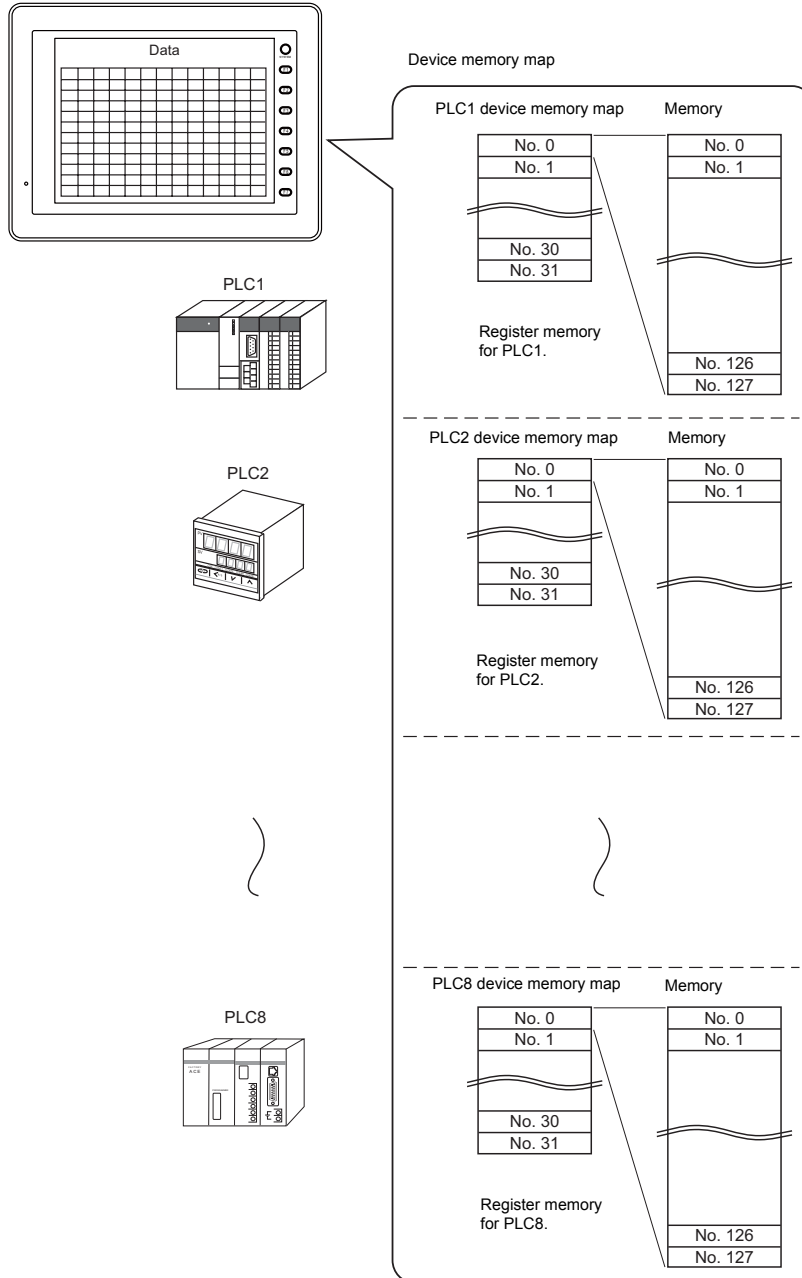 Data
Device memory map
PLC1 device memory map
Memory
No. 0
No. 1
No. 30
No. 31
No. 0
No. 1
No. 126
No. 127
Register memory
for PLC1.
PLC1
PLC2 device memory map
Memory
No. 0
No. 1
No. 30
No. 31
No. 0
No. 1
No. 126
No. 127
Register memory
for PLC2.
PLC2
PLC8 device memory map
Memory
No. 0
No. 1
No. 30
No. 31
No. 0
No. 1
No. 126
No. 127
Register memory
for PLC8.
PLC8